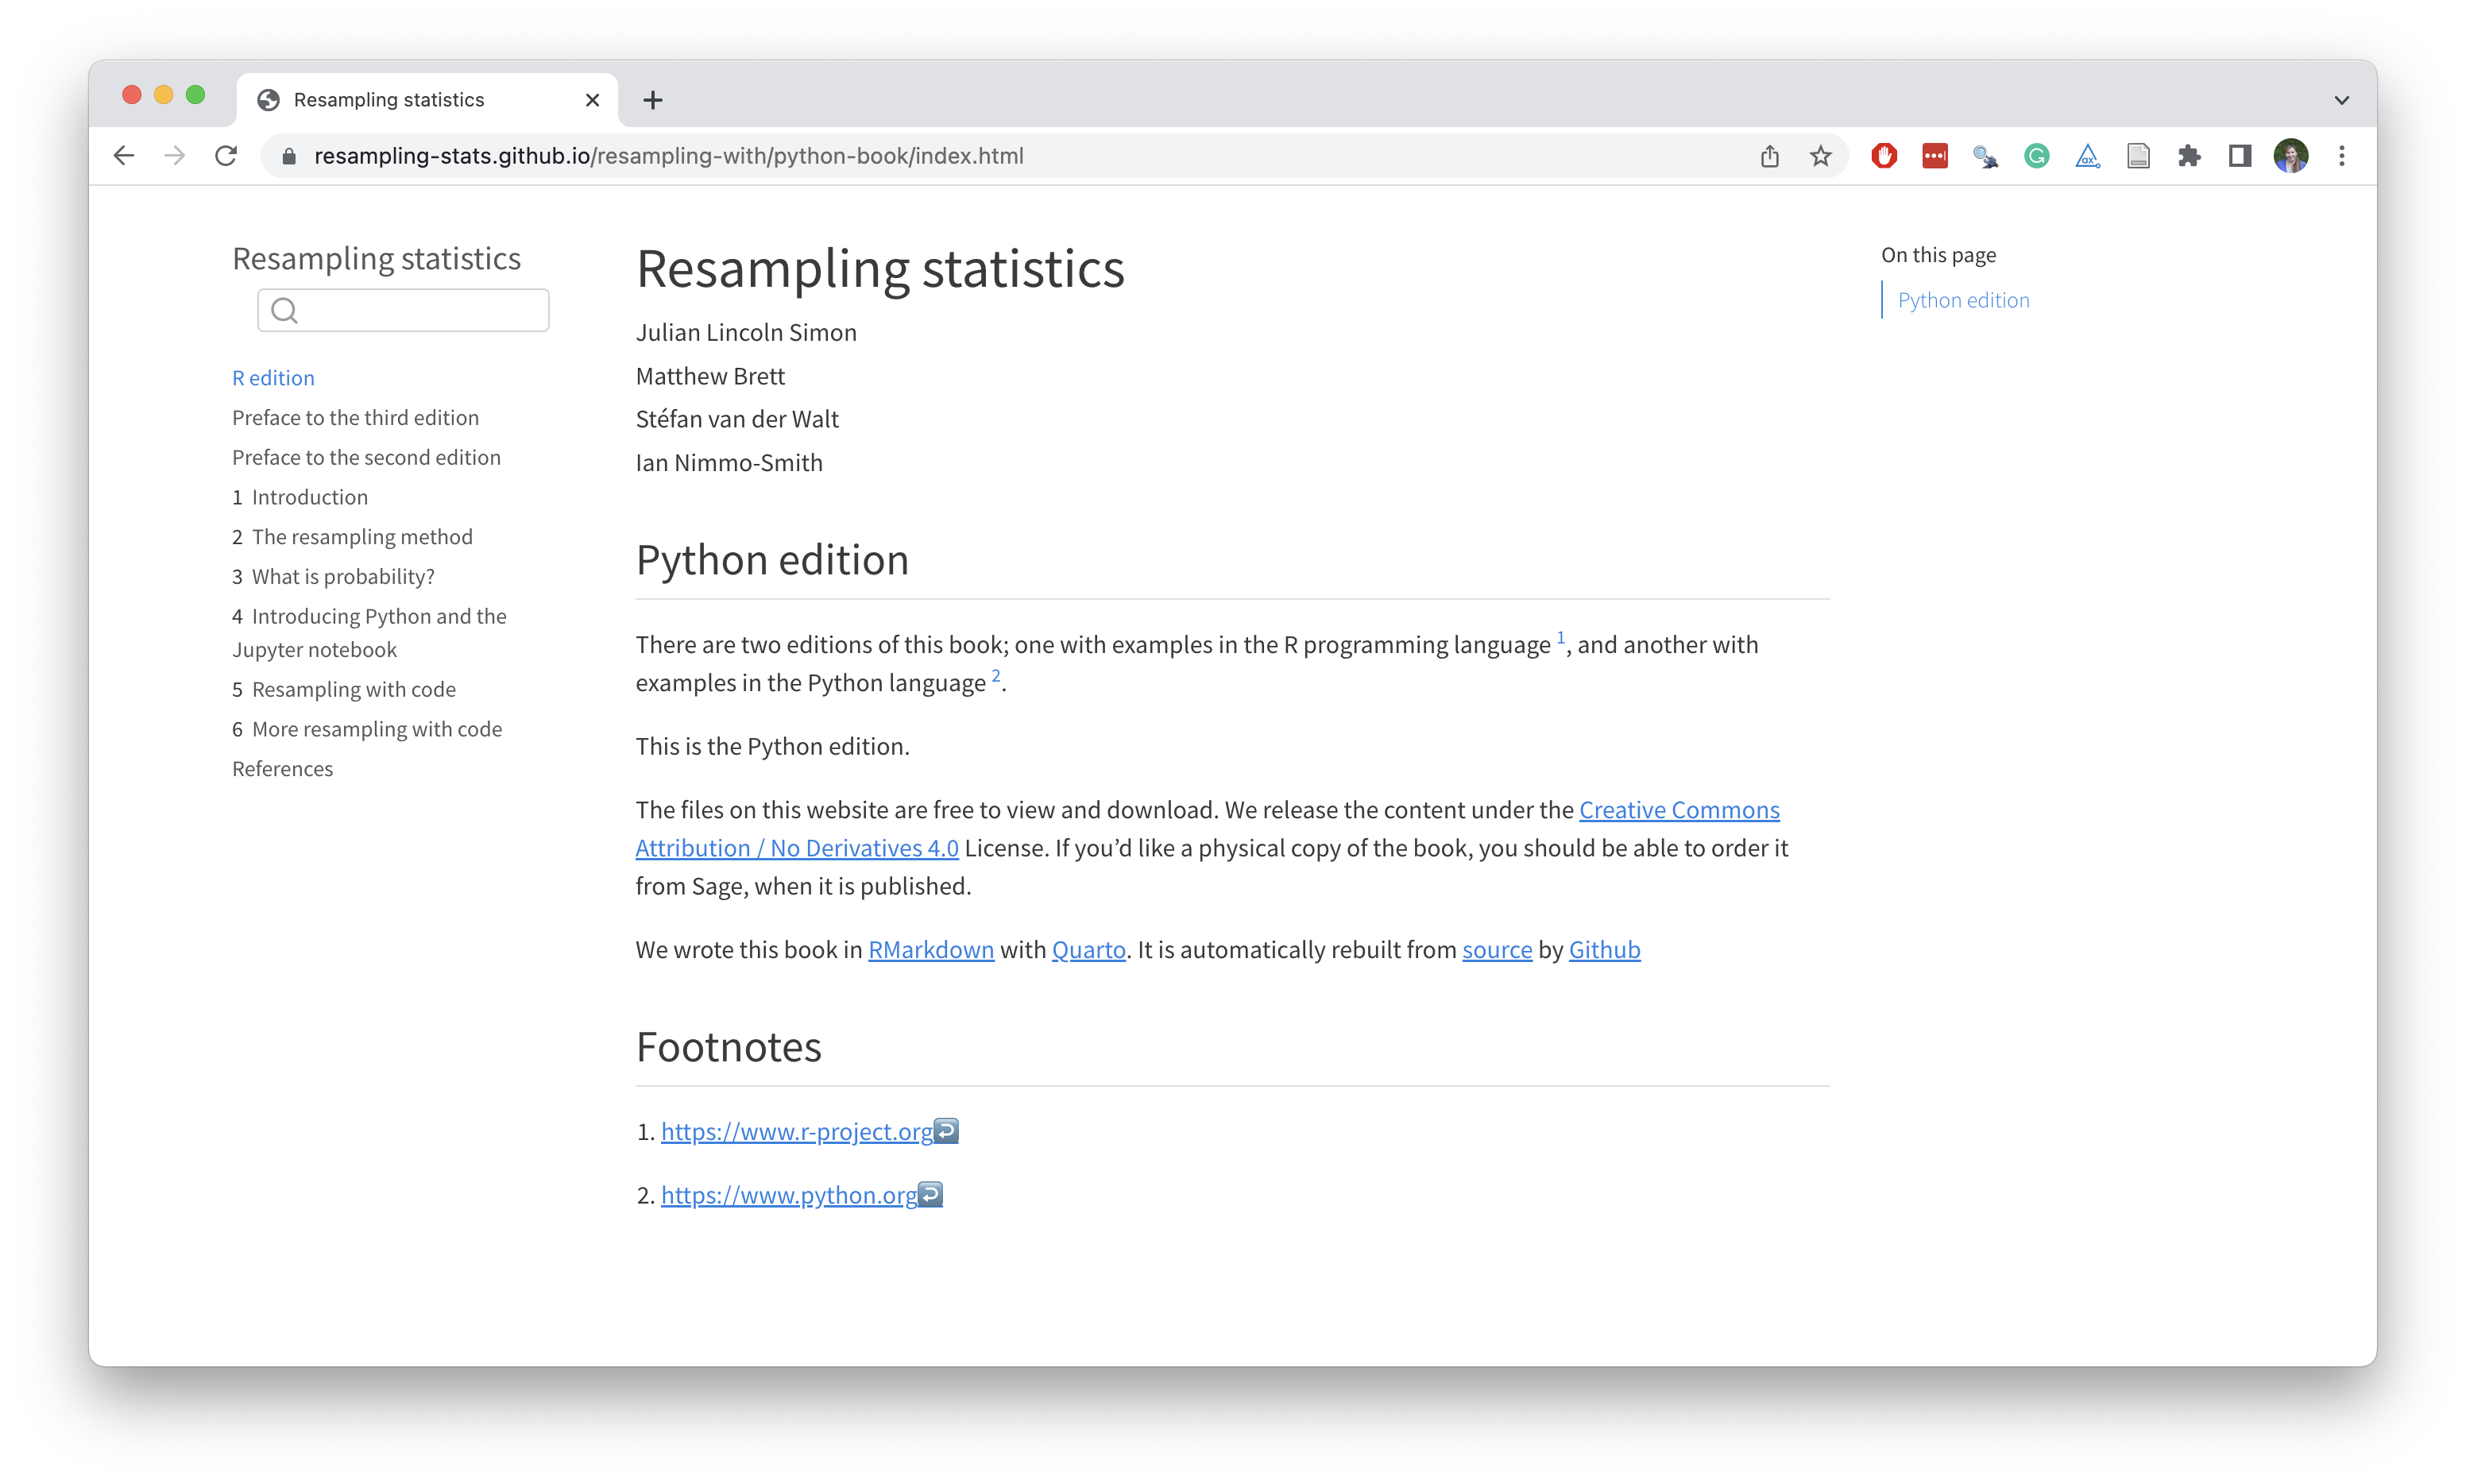 Resampling statistics
resampling-stats.github.io/resampling-with/python-book/index.html
Resampling statistics
R edition
Preface to the third edition
Preface to the second edition
1 Introduction
2 The resampling method
3 What is probability?
4 Introducing Python and the
Jupyter notebook
5 Resampling with code
6 More resampling with code
References
Resampling statistics
Julian Lincoln Simon
Matthew Brett
Stéfan van der Walt
Ian Nimmo-Smith
Python edition
There are two editions of this book; one with examples in the R programming language 1, and another with
examples in the Python language 2.
This is the Python edition.
The files on this website are free to view and download. We release the content under the Creative Commons
Attribution / No Derivatives 4.0 License. If you’d like a physical copy of the book, you should be able to order it
from Sage, when it is published.
We wrote this book in RMarkdown with Quarto. It is automatically rebuilt from source by Github
Footnotes
1. https://www.r-project.org
2. https://www.python.org
On this page
Python edition